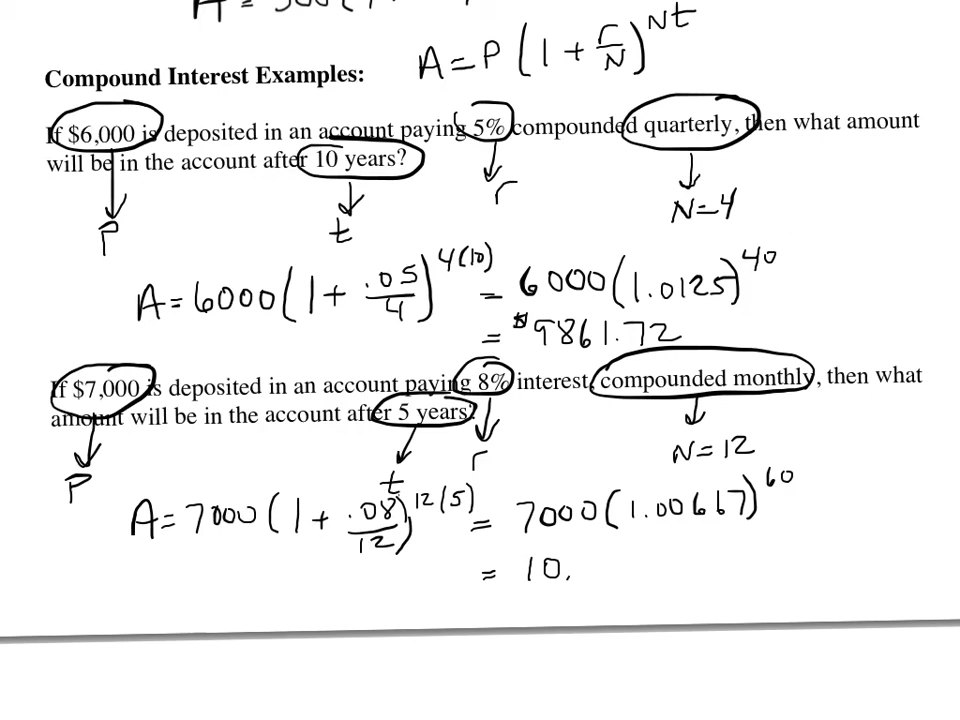 A = P (1 + r/N)^Nt
Compound Interest Examples:
If $6,000 is deposited in an account paying 5% compounded quarterly, then what amount
will be in the account after 10 years?
P t r N=4
A = 6000 (1 + .05/4)^4(10) = 6000 (1.0125)^40
= $9861.72
If $7,000 is deposited in an account paying 8% interest, compounded monthly, then what
amount will be in the account after 5 years?
P t r N=12
A = 7000 (1 + .08/12)^12(5) = 7000 (1.00667)^60
= 10.